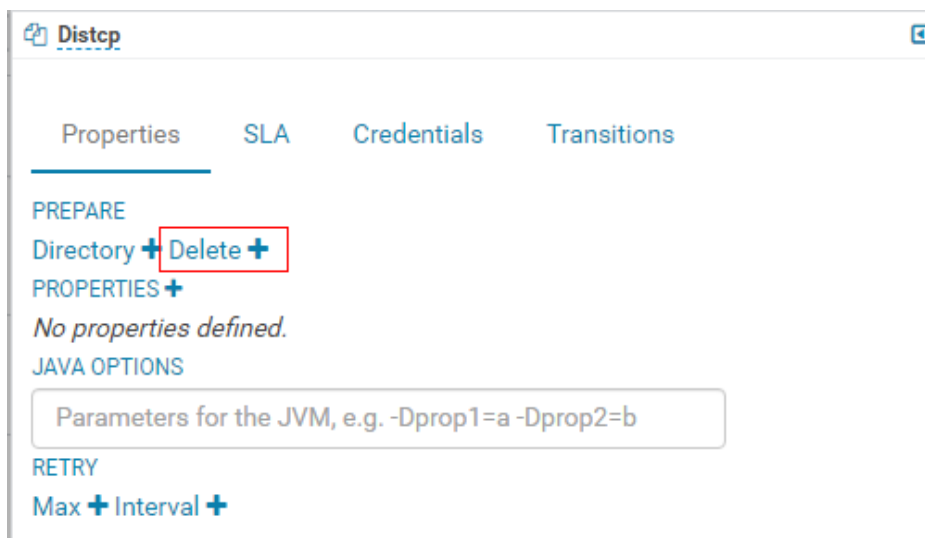 Distcp
Properties SLA Credentials Transitions
PREPARE
Directory + Delete +
PROPERTIES +
No properties defined.
JAVA OPTIONS
Parameters for the JVM, e.g. -Dprop1=a -Dprop2=b
RETRY
Max + Interval +